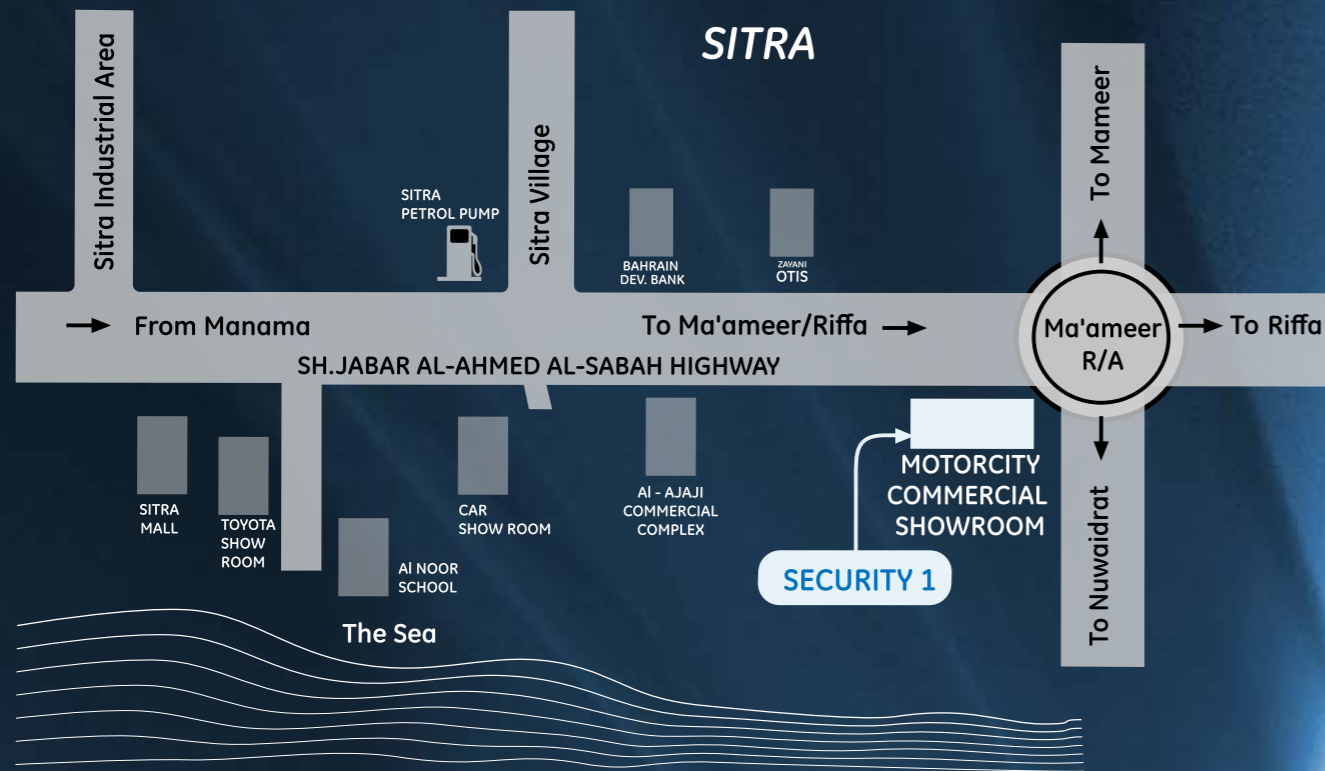 SITRA
Sitra Industrial Area
Sitra Village
To Mameer
SITRA
PETROL PUMP
BAHRAIN
DEV. BANK
ZAYANI
OTIS
From Manama
To Ma'ameer/Riffa
Ma'ameer
R/A
To Riffa
SH.JABAR AL-AHMED AL-SABAH HIGHWAY
SITRA
MALL
TOYOTA
SHOW
ROOM
Al NOOR
SCHOOL
CAR
SHOW ROOM
Al - AJAJI
COMMERCIAL
COMPLEX
MOTORCITY
COMMERCIAL
SHOWROOM
SECURITY 1
To Nuwaidrat
The Sea